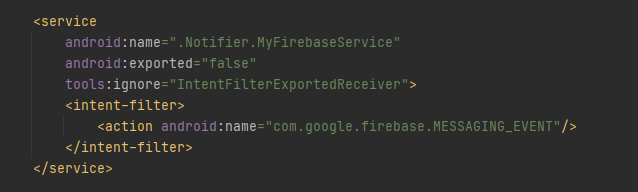 <service
android:name=".Notifier.MyFirebaseService"
android:exported="false"
tools:ignore="IntentFilterExportedReceiver">
<intent-filter>
<action android:name="com.google.firebase.MESSAGING_EVENT"/>
</intent-filter>
</service>